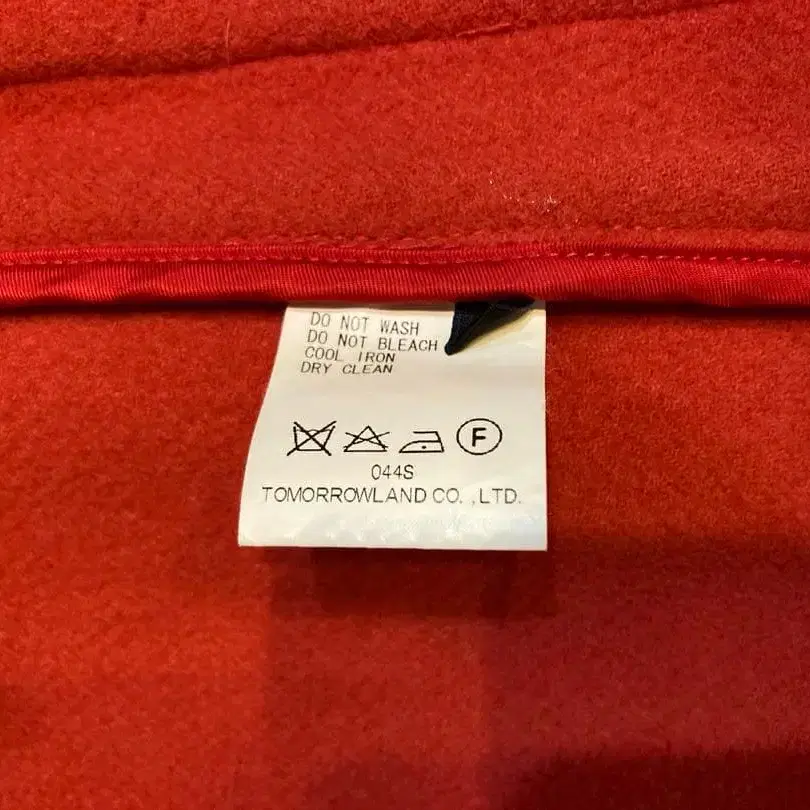 DO NOT WASH
DO NOT BLEACH
COOL IRON
DRY CLEAN
F
044S
TOMORROWLAND CO. ,LTD.